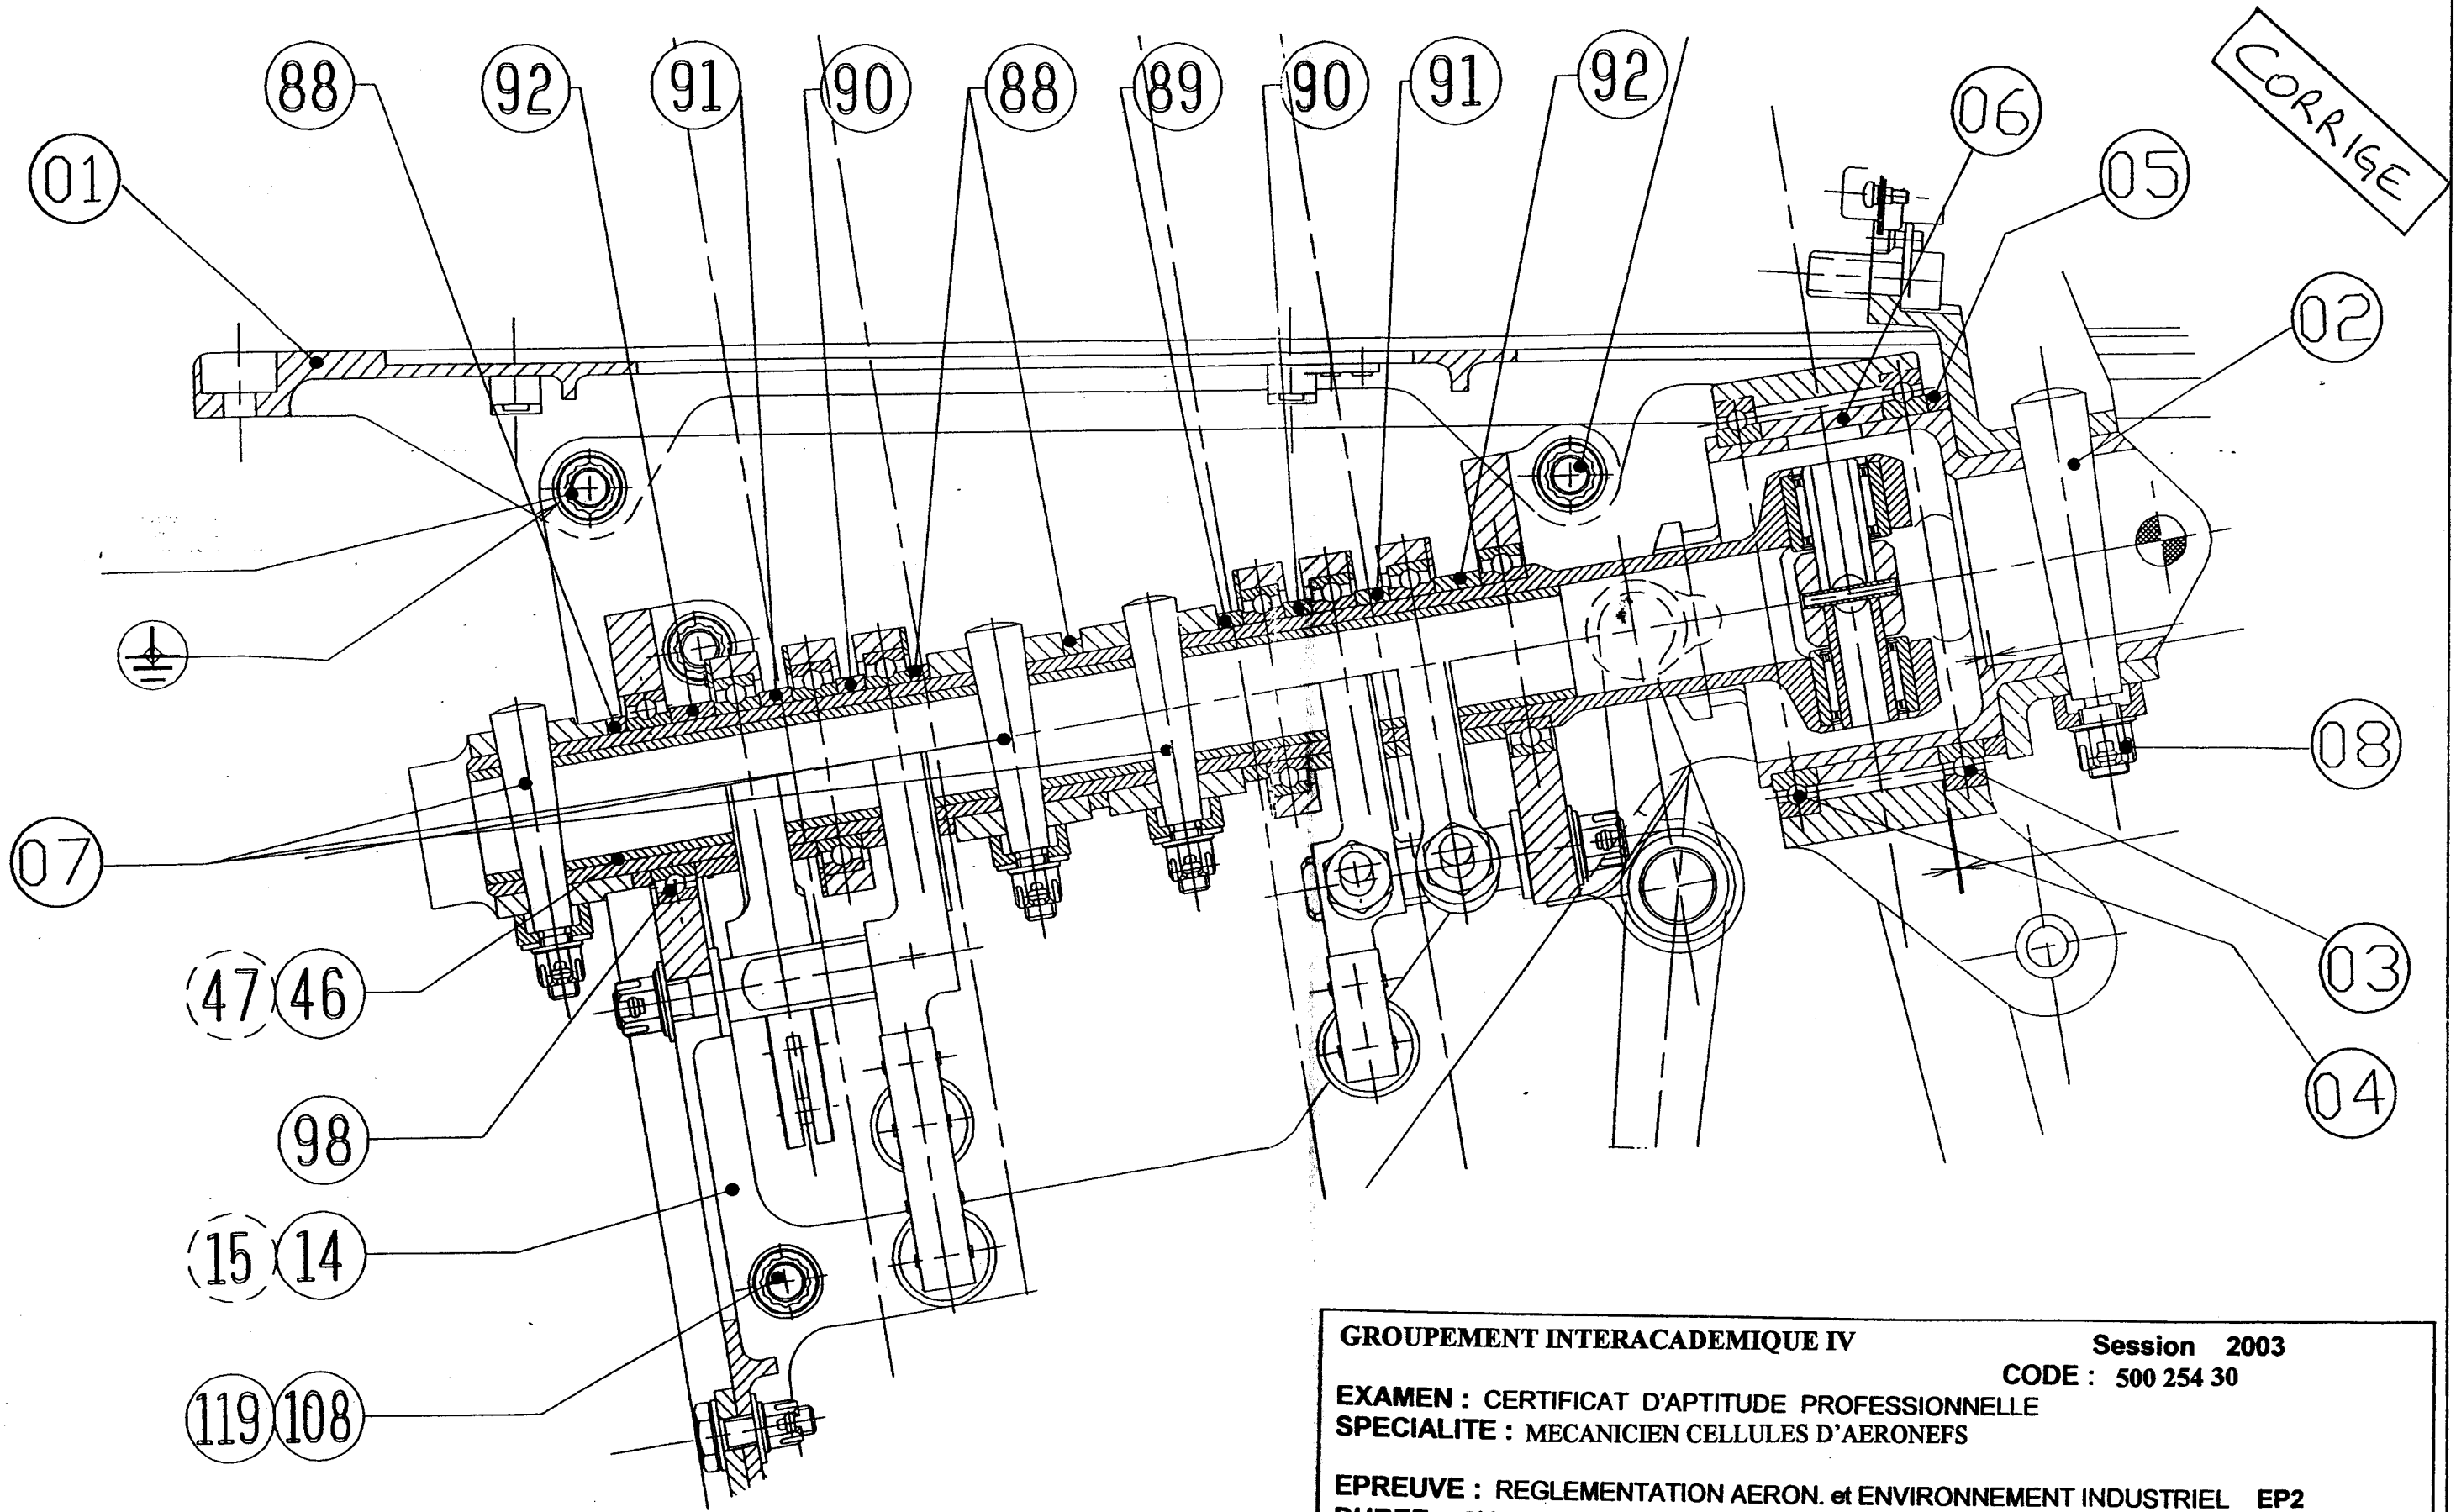 88 92 91 90 88 89 90 91 92
06
CORRIGE
01
05
02
07
08
47 46
03
98
04
15 14
119 108
GROUPEMENT INTERACADEMIQUE IV Session 2003
CODE : 500 254 30
EXAMEN : CERTIFICAT D'APTITUDE PROFESSIONNELLE
SPECIALITE : MECANICIEN CELLULES D'AERONEFS
EPREUVE : REGLEMENTATION AERON. et ENVIRONNEMENT INDUSTRIEL EP2